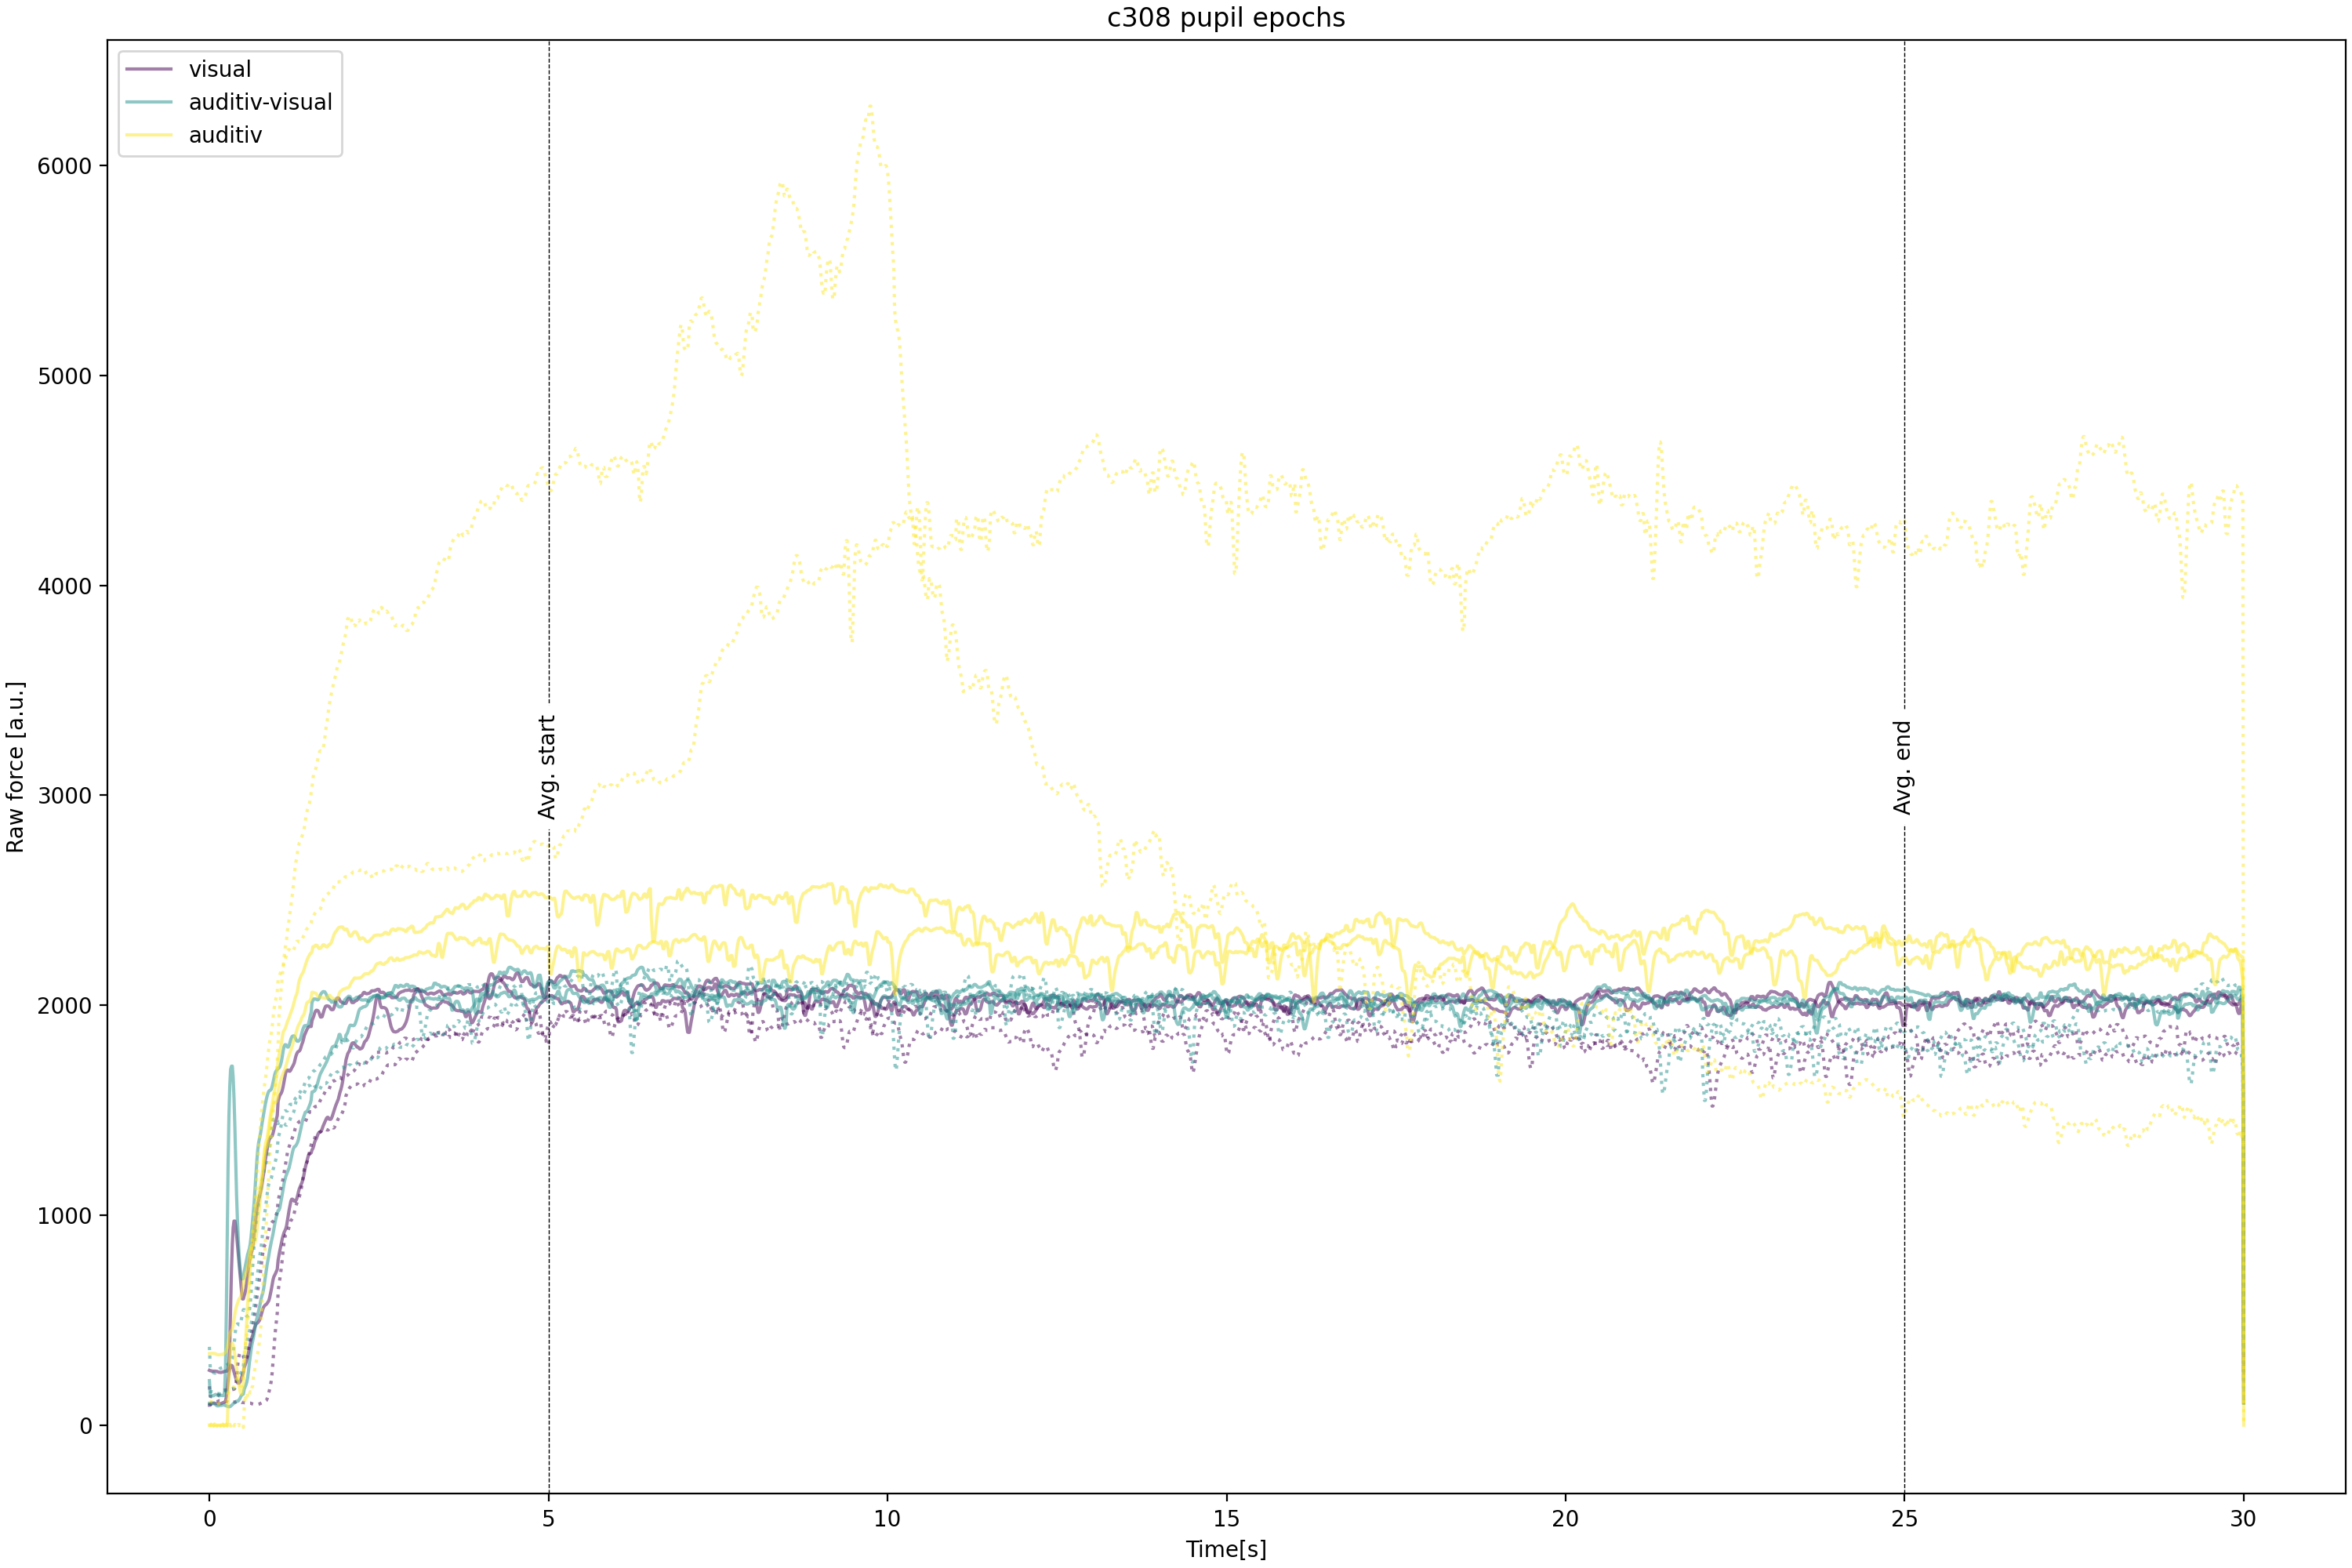 c308 pupil epochs
visual
auditiv-visual
auditiv
Raw force [a.u.]
6000
5000
4000
3000
2000
1000
0
Avg. start
Avg. end
0 5 10 15 20 25 30
Time[s]